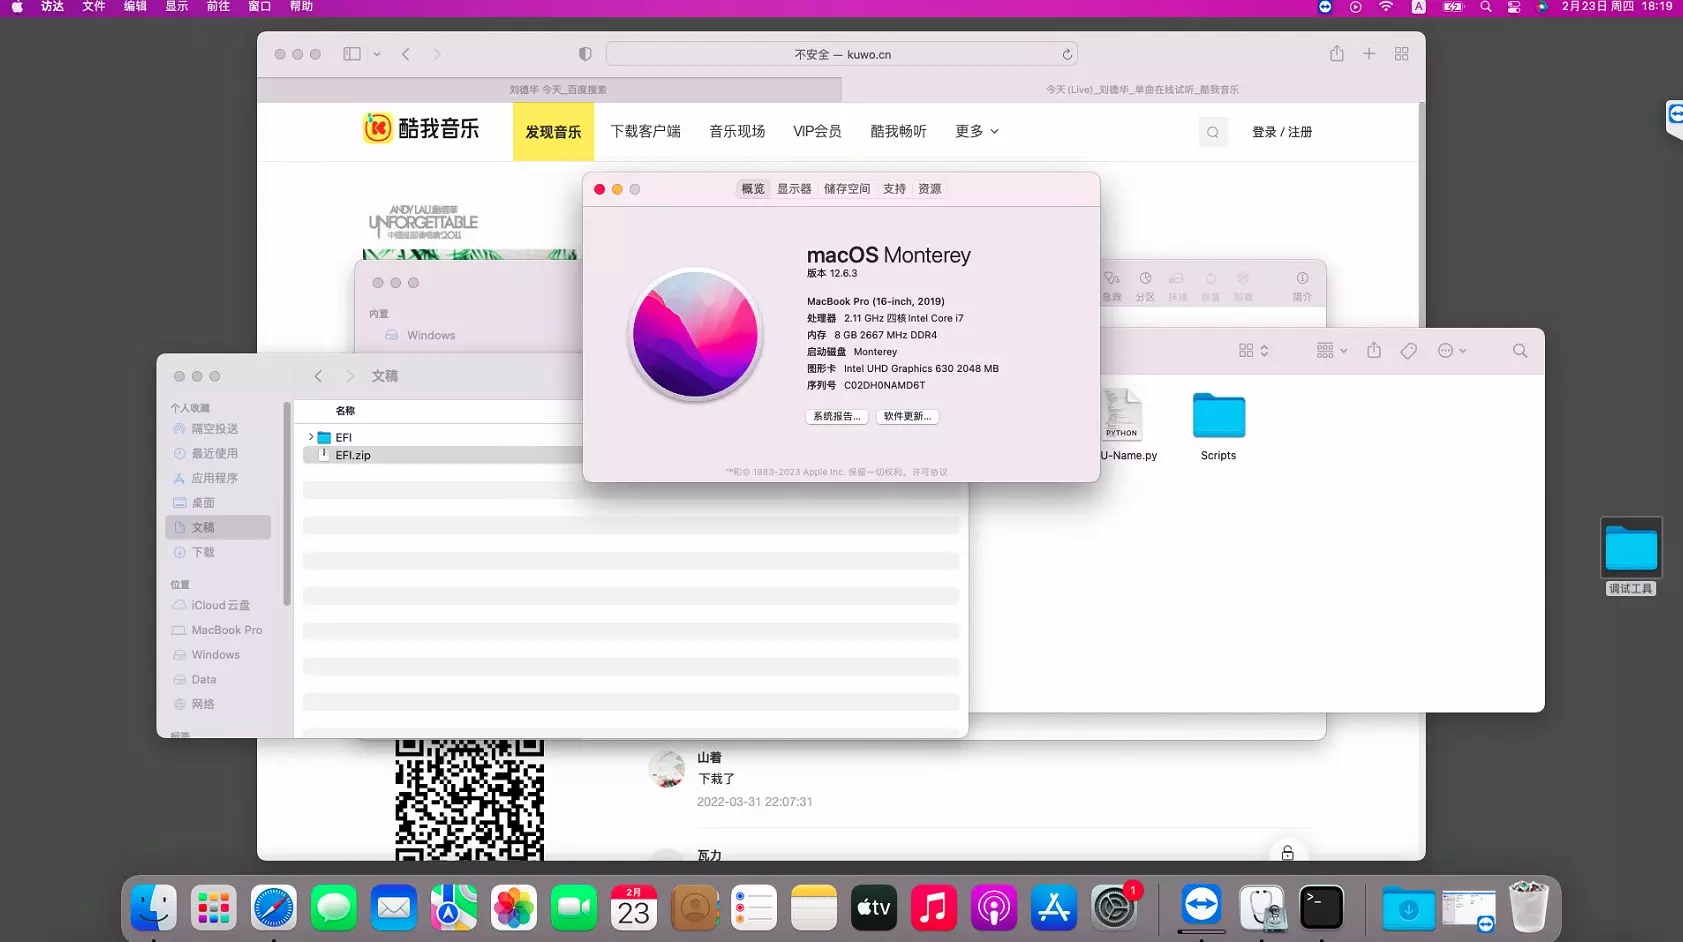 访达 文件 编辑 显示 前往 窗口 帮助
A
2月23日 周四 18:19
不安全 — kuwo.cn
刘德华 今天_百度搜索
今天(Live)_刘德华_单曲在线试听_酷我音乐
酷我音乐
发现音乐 下载客户端 音乐现场 VIP会员 酷我畅听 更多
登录 / 注册
ANDY LAU
UNFORGETTABLE
2011
概览 显示器 储存空间 支持 资源
macOS Monterey
版本 12.6.3
MacBook Pro (16-inch, 2019)
处理器 2.11 GHz 四核Intel Core i7
内存 8 GB 2667 MHz DDR4
启动磁盘 Monterey
图形卡 Intel UHD Graphics 630 2048 MB
序列号 C02DH0NAMD6T
系统报告... 软件更新...
™和© 1983-2023 Apple Inc. 保留一切权利。许可协议
内置
Windows
急救 分区 抹掉 恢复 卸载 简介
文稿
个人收藏
隔空投送
最近使用
应用程序
桌面
文稿
下载
位置
iCloud云盘
MacBook Pro
Windows
Data
网络
标签
名称
EFI
EFI.zip
PYTHON
U-Name.py
Scripts
调试工具
山着
下载了
2022-03-31 22:07:31
瓦力
2月
23
tv
1
>_